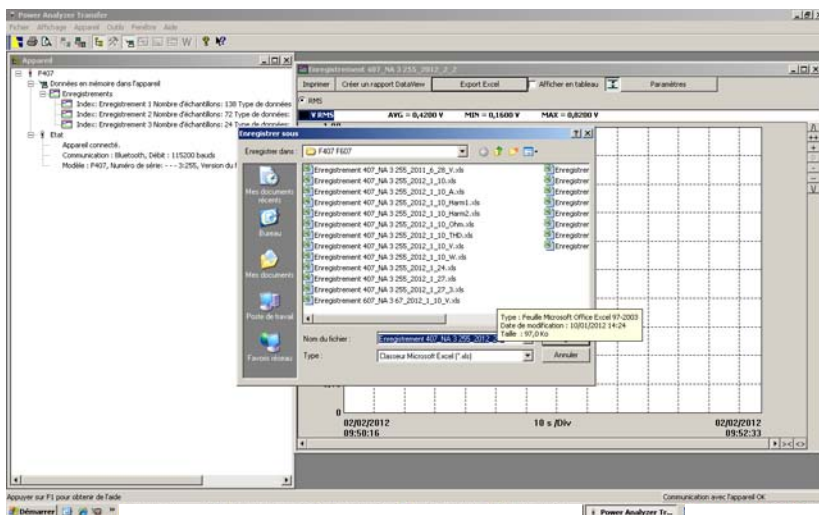 Power Analyzer Transfer
Fichier Affichage Appareil Outils Fenêtre Aide
Appareil
F407
Données en mémoire dans l'appareil
Enregistrements
Index: Enregistrement 1 Nombre d'échantillons: 138 Type de données
Index: Enregistrement 2 Nombre d'échantillons: 72 Type de données:
Index: Enregistrement 3 Nombre d'échantillons: 24 Type de données:
Etat
Appareil connecté.
Communication : Bluetooth, Débit : 115200 bauds
Modèle : F407, Numéro de série: - - - 3:255, Version du
Enregistrement 407_NA 3 255_2012_2_2
Imprimer Créer un rapport DataView Export Excel Afficher en tableau Paramètres
RMS
V RMS AVG = 0,4200 V MIN = 0,1600 V MAX = 0,8200 V
Enregistrer sous
Enregistrer dans : F407 F607
Mes documents récents
Bureau
Mes documents
Poste de travail
Favoris réseau
Enregistrement 407_NA 3 255_2011_6_28_V.xls
Enregistrement 407_NA 3 255_2012_1_10.xls
Enregistrement 407_NA 3 255_2012_1_10_A.xls
Enregistrement 407_NA 3 255_2012_1_10_Harm1.xls
Enregistrement 407_NA 3 255_2012_1_10_Harm2.xls
Enregistrement 407_NA 3 255_2012_1_10_Ohm.xls
Enregistrement 407_NA 3 255_2012_1_10_THD.xls
Enregistrement 407_NA 3 255_2012_1_10_V.xls
Enregistrement 407_NA 3 255_2012_1_10_W.xls
Enregistrement 407_NA 3 255_2012_1_24.xls
Enregistrement 407_NA 3 255_2012_1_27.xls
Enregistrement 407_NA 3 255_2012_1_27_3.xls
Enregistrement 607_NA 3 67_2012_1_10_V.xls
Enregistrer
Enregistrer
Enregistrer
Enregistrer
Enregistrer
Enregistrer
Enregistrer
Type : Feuille Microsoft Office Excel 97-2003
Date de modification : 10/01/2012 14:24
Taille : 97,0 Ko
Nom du fichier : Enregistrement 407_NA 3 255_2012_2
Type : Classeur Microsoft Excel (*.xls) Annuler
0
02/02/2012 10 s /Div 02/02/2012
09:50:16 09:52:33
Appuyer sur F1 pour obtenir de l'aide Communication avec l'appareil OK
Démarrer Power Analyzer Tr...